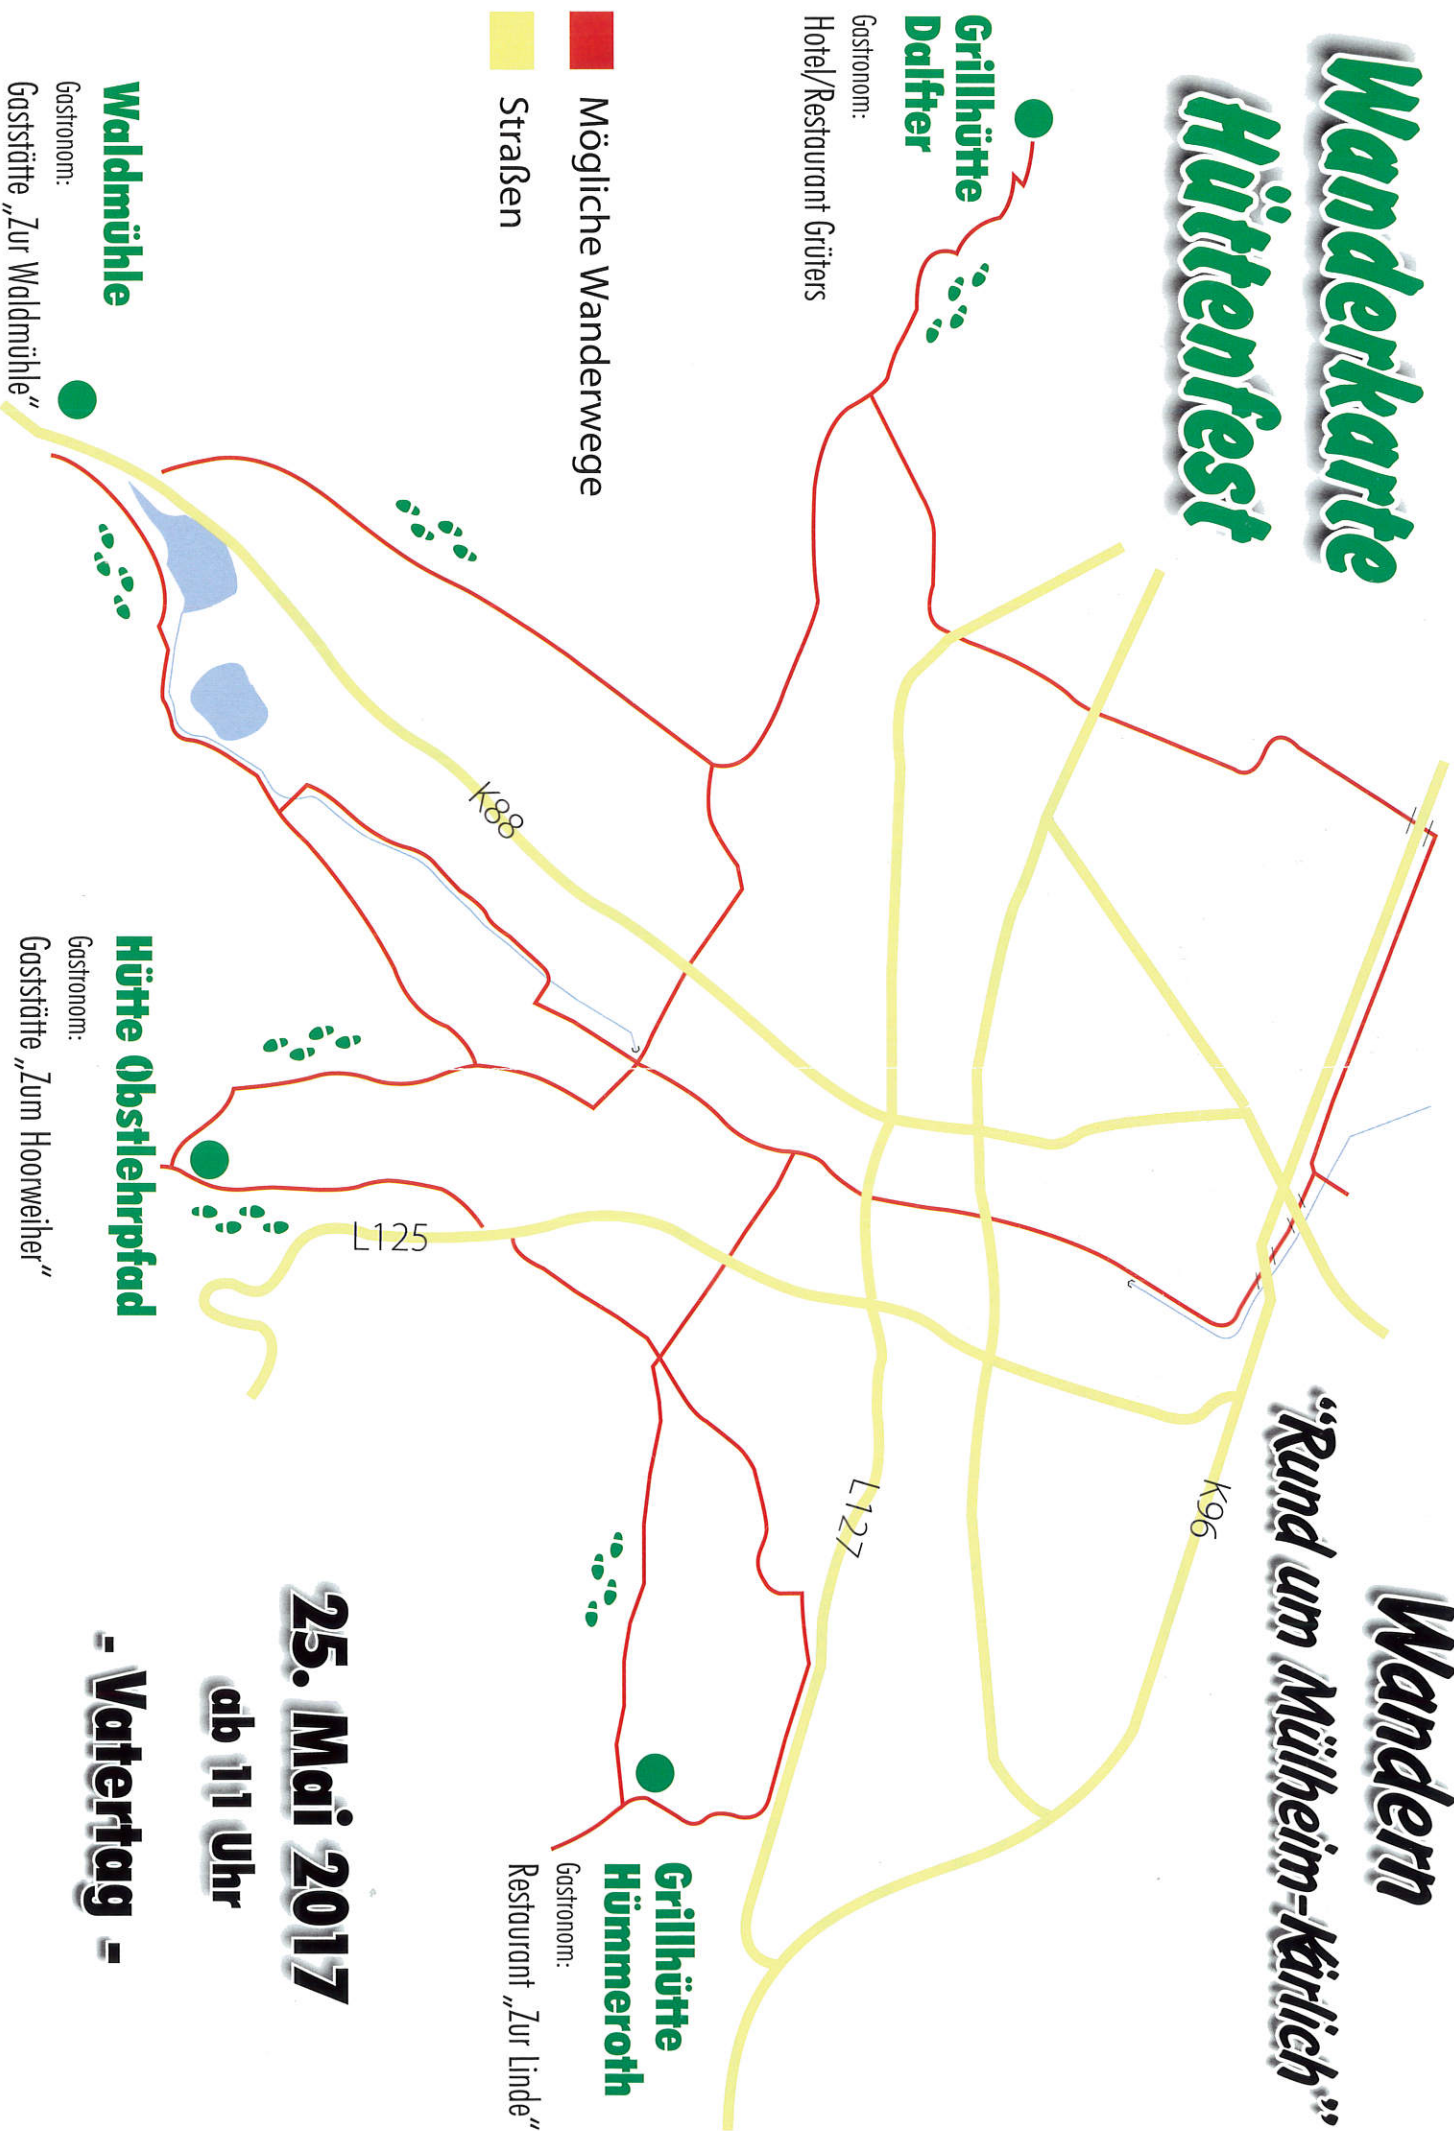 Wanderkarte
Hüttenfest
Wandern
"Rund um Mülheim-Kärlich"
Grillhütte
Dalfter
Gastronom:
Hotel/Restaurant Grüters
Mögliche Wanderwege
Straßen
K96
L127
K88
L125
Grillhütte
Hümmeroth
Gastronom:
Restaurant „Zur Linde“
Waldmühle
Gastronom:
Gaststätte „Zur Waldmühle“
Hütte Obstlehrpfad
Gastronom:
Gaststätte „Zum Hoorweiher“
25. Mai 2017
ab 11 Uhr
- Vatertag -